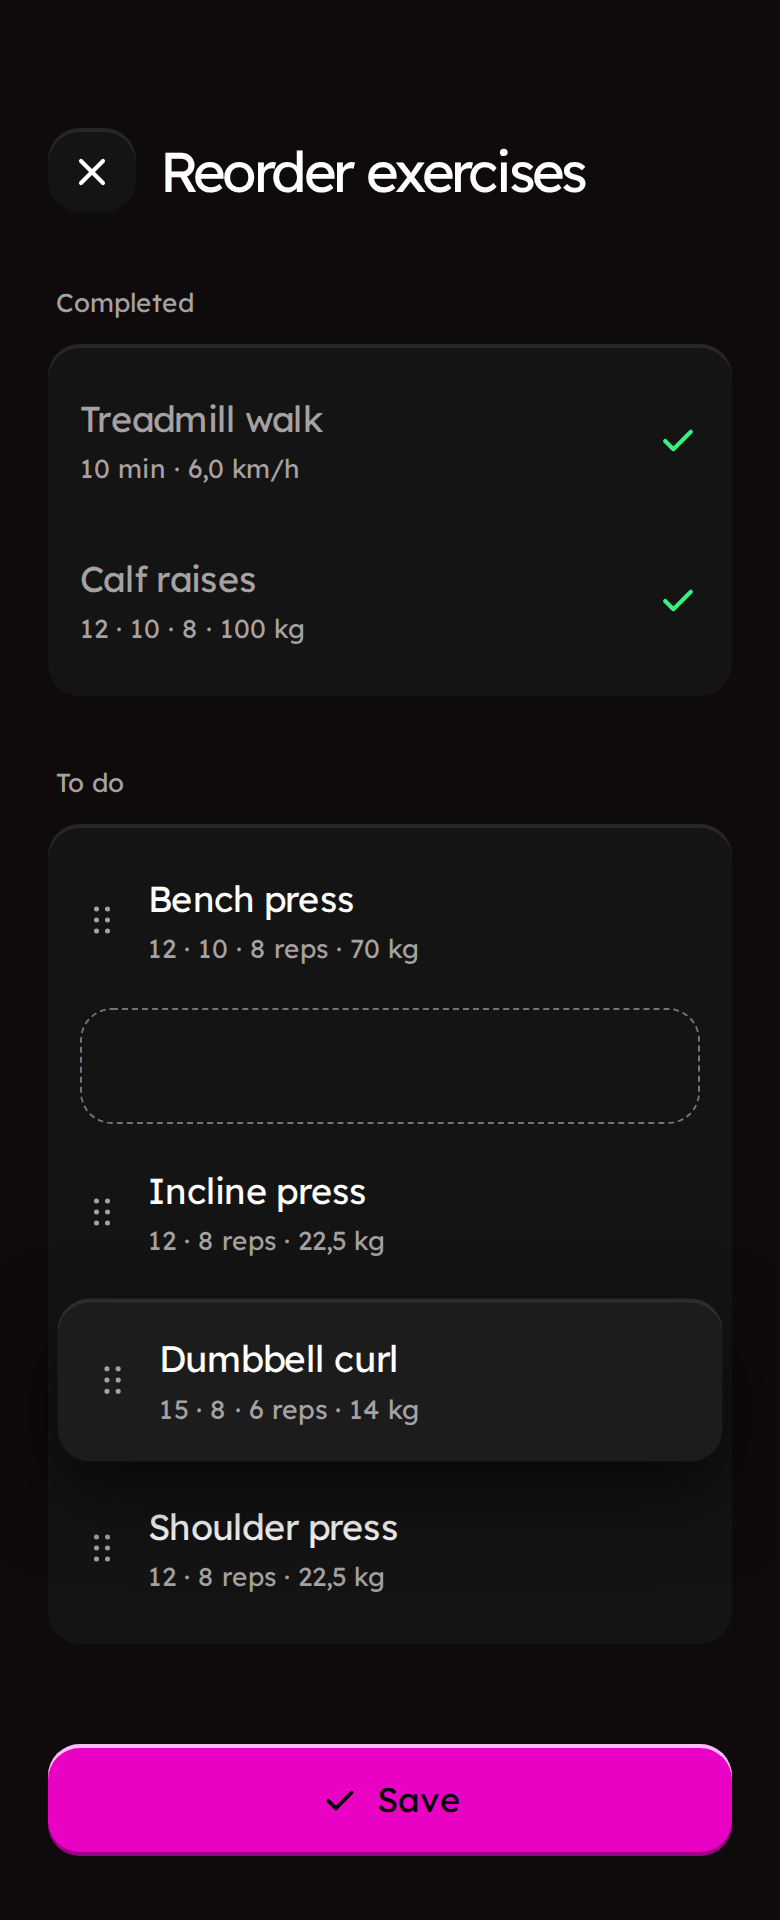 Reorder exercises
Completed
Treadmill walk
10 min · 6,0 km/h
Calf raises
12 · 10 · 8 · 100 kg
To do
Bench press
12 · 10 · 8 reps · 70 kg
Incline press
12 · 8 reps · 22,5 kg
Dumbbell curl
15 · 8 · 6 reps · 14 kg
Shoulder press
12 · 8 reps · 22,5 kg
Save